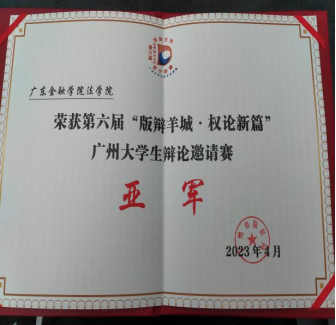 广东金融学院法学院
荣获第六届“版辩羊城·权论新篇”
广州大学生辩论邀请赛
亚军
2023年4月